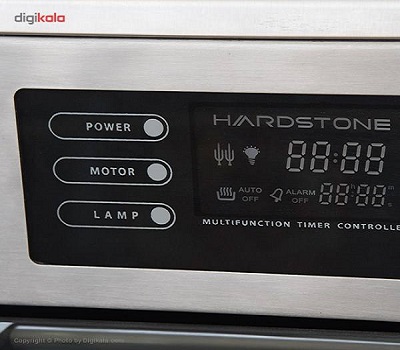 digikala
HARDSTONE
POWER
88:88
MOTOR
AUTO OFF
ALARM OFF
88:88
LAMP
MULTIFUNCTION TIMER CONTROLLE
Copyright © Photo by Digikala.com